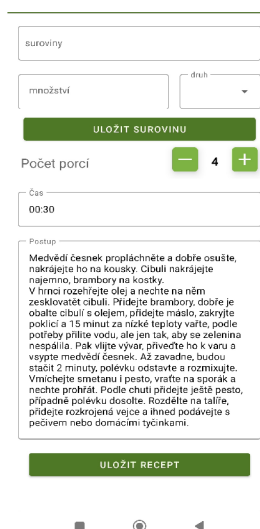 suroviny
druh
množství
ULOŽIT SUROVINU
Počet porcí
4
Čas
00:30
Postup
Medvědí česnek propláchněte a dobře osušte,
nakrájejte ho na kousky. Cibuli nakrájejte
najemno, brambory na kostky.
V hrnci rozehřejte olej a nechte na něm
zesklovatět cibuli. Přidejte brambory, dobře je
obalte cibulí s olejem, přidejte máslo, zakryjte
poklicí a 15 minut za nízké teploty vařte, podle
potřeby přilite vodu, ale jen tak, aby se zelenina
nespálila. Pak vlijte vývar, přiveďte ho k varu a
vsypte medvědí česnek. Až zavadne, budou
stačit 2 minuty, polévku odstavte a rozmixujte.
Vmíchejte smetanu i pesto, vraťte na sporák a
nechte prohřát. Podle chuti přidejte ještě pesto,
případně polévku dosolte. Rozdělte na talíře,
přidejte rozkrojená vejce a ihned podávejte s
pečivem nebo domácími tyčinkami.
ULOŽIT RECEPT